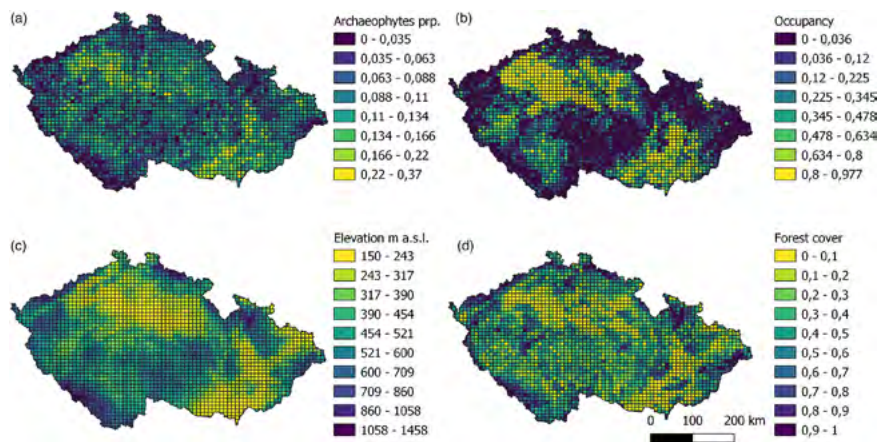 (a)
Archaeophytes prp.
0 - 0,035
0,035 - 0,063
0,063 - 0,088
0,088 - 0,11
0,11 - 0,134
0,134 - 0,166
0,166 - 0,22
0,22 - 0,37
(b)
Occupancy
0 - 0,036
0,036 - 0,12
0,12 - 0,225
0,225 - 0,345
0,345 - 0,478
0,478 - 0,634
0,634 - 0,8
0,8 - 0,977
(c)
Elevation m a.s.l.
150 - 243
243 - 317
317 - 390
390 - 454
454 - 521
521 - 600
600 - 709
709 - 860
860 - 1058
1058 - 1458
(d)
Forest cover
0 - 0,1
0,1 - 0,2
0,2 - 0,3
0,3 - 0,4
0,4 - 0,5
0,5 - 0,6
0,6 - 0,7
0,7 - 0,8
0,8 - 0,9
0,9 - 1
0 100 200 km